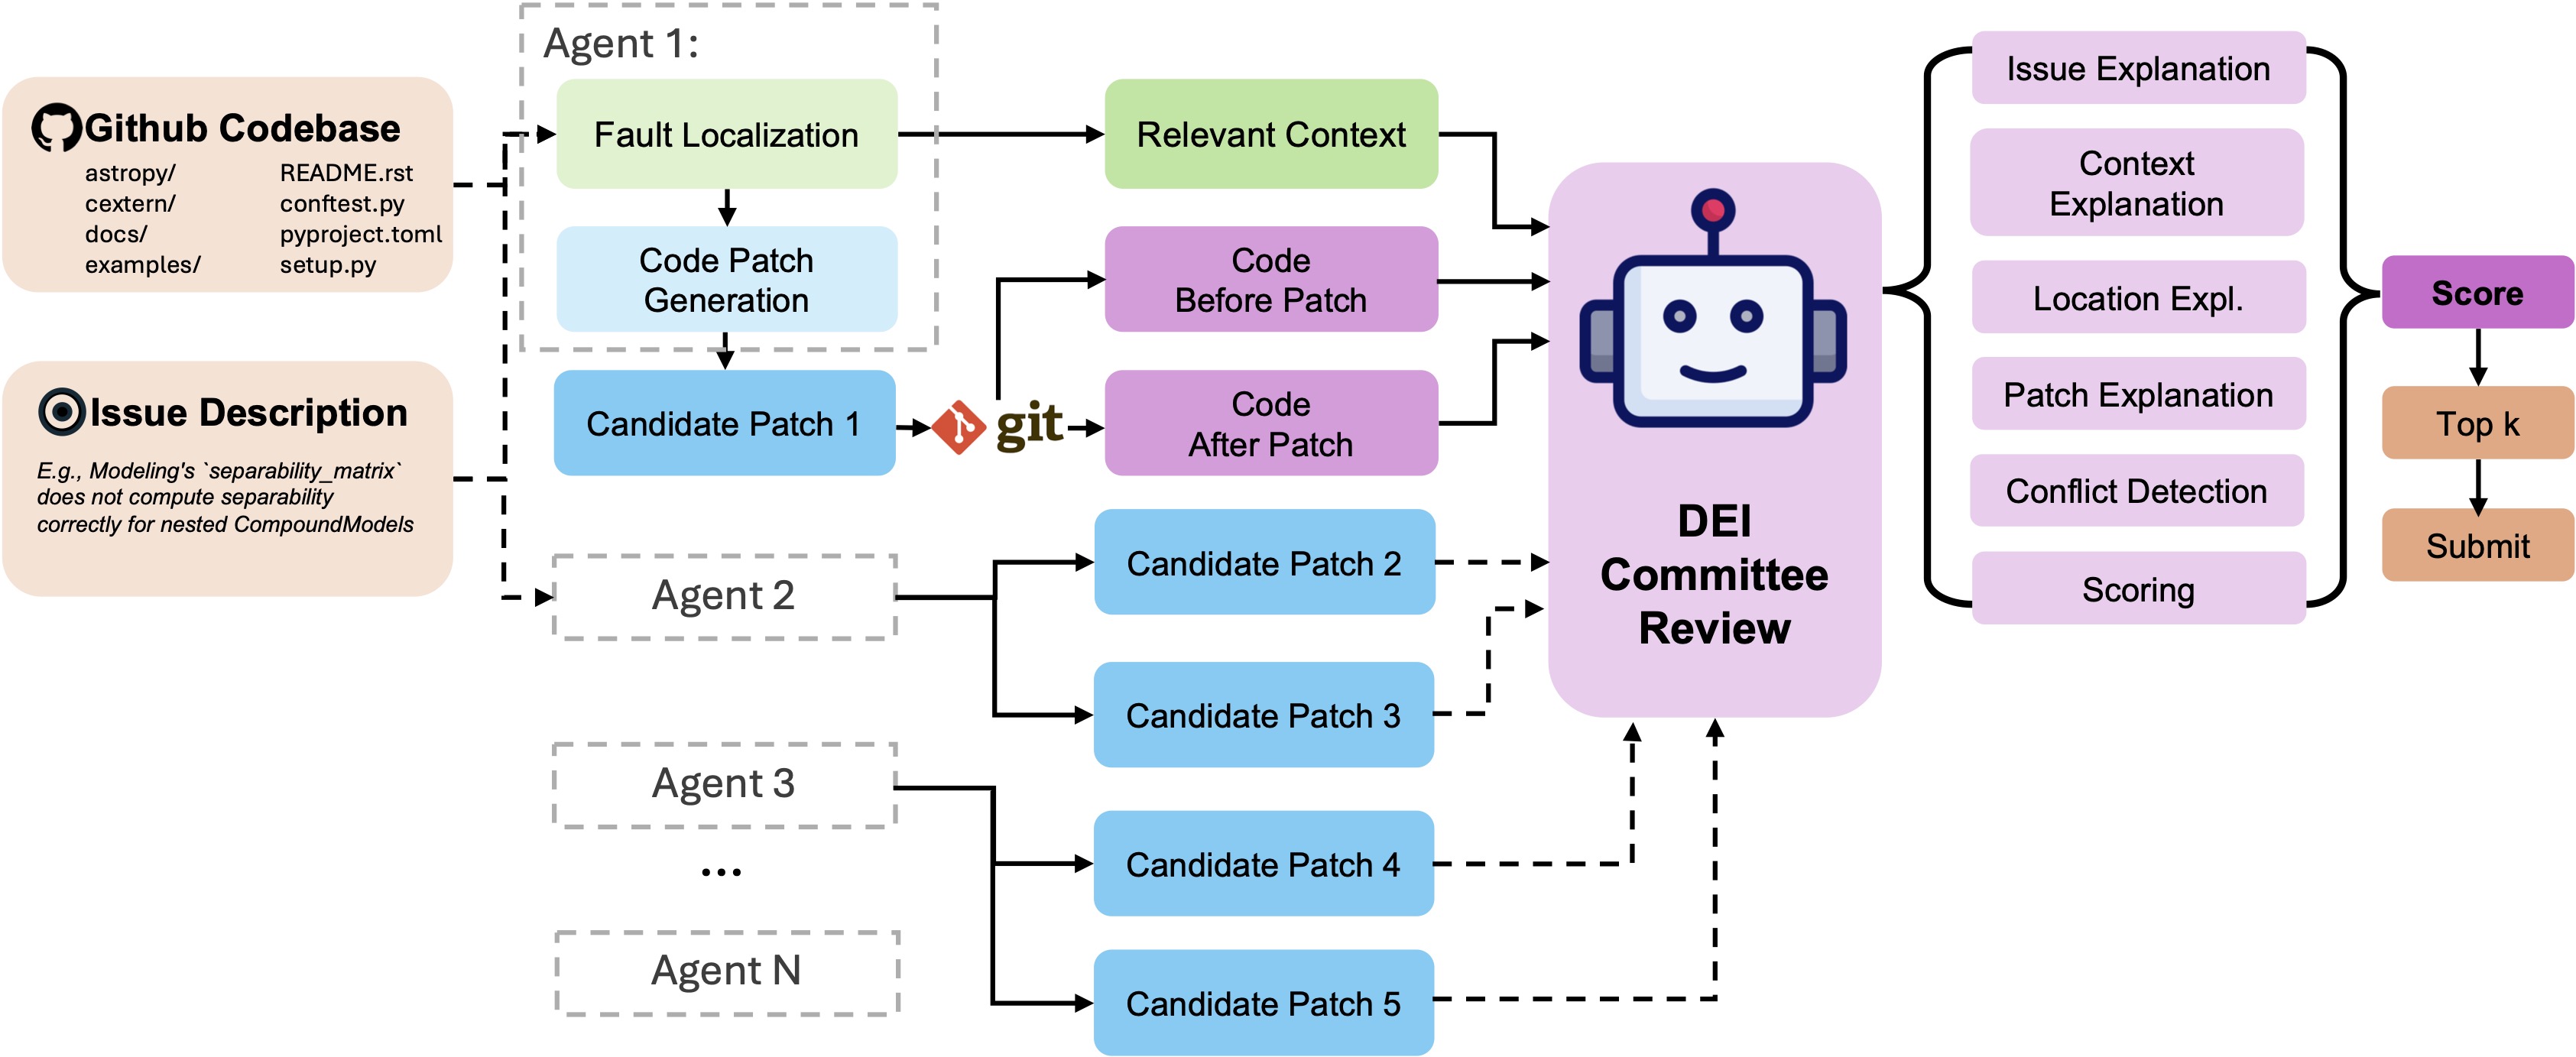 Github Codebase
astropy/
cextern/
docs/
examples/
README.rst
conftest.py
pyproject.toml
setup.py
Issue Description
E.g., Modeling's `separability_matrix`
does not compute separability
correctly for nested CompoundModels
Agent 1:
Fault Localization
Code Patch
Generation
Candidate Patch 1
git
Relevant Context
Code
Before Patch
Code
After Patch
Agent 2
Candidate Patch 2
Candidate Patch 3
Agent 3
...
Agent N
Candidate Patch 4
Candidate Patch 5
DEI
Committee
Review
Issue Explanation
Context
Explanation
Location Expl.
Patch Explanation
Conflict Detection
Scoring
Score
Top k
Submit